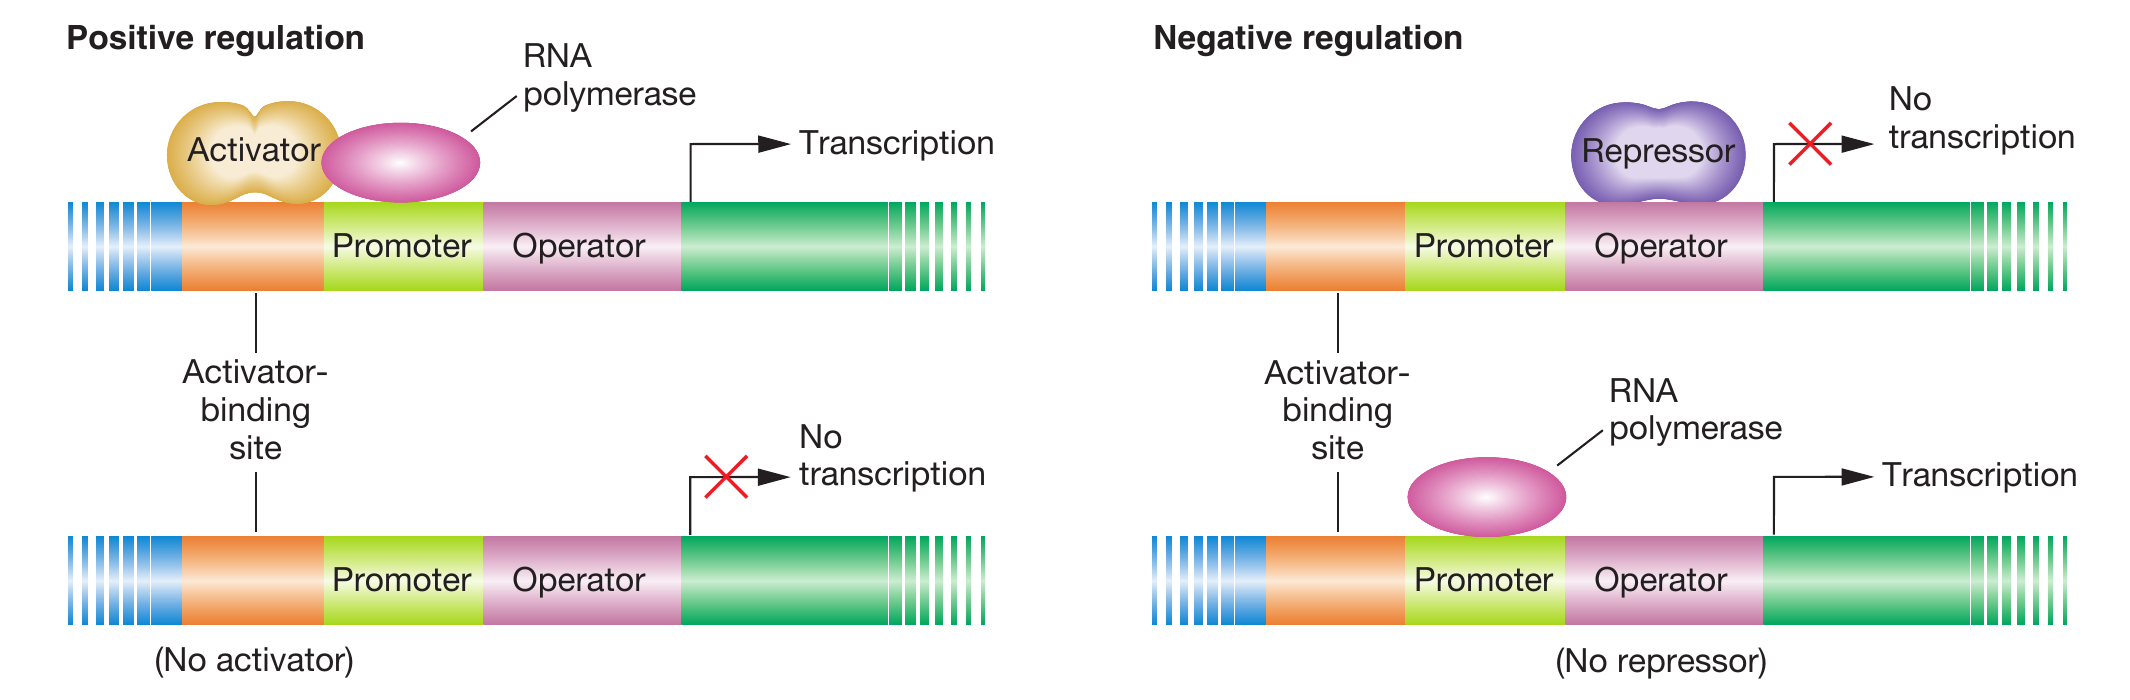 Positive regulation
RNA
polymerase
Activator
Transcription
Promoter
Operator
Activator-
binding
site
No
transcription
Promoter
Operator
(No activator)
Negative regulation
No
transcription
Repressor
Promoter
Operator
Activator-
binding
site
RNA
polymerase
Transcription
Promoter
Operator
(No repressor)